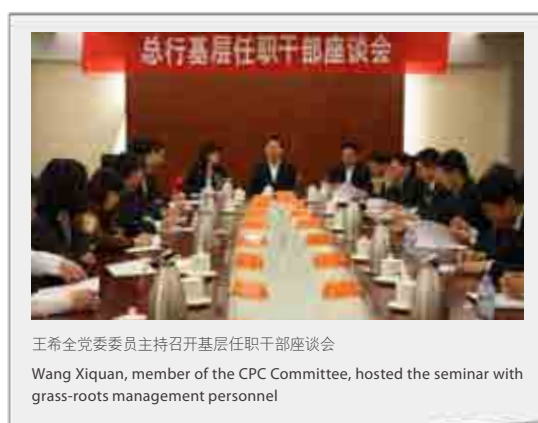 总行基层任职干部座谈会
王希全党委委员主持召开基层任职干部座谈会
Wang Xiquan, member of the CPC Committee, hosted the seminar with
grass-roots management personnel